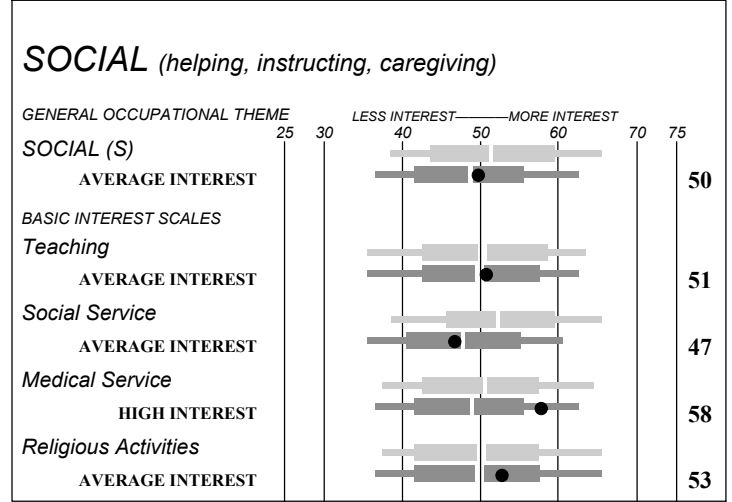 SOCIAL (helping, instructing, caregiving)
GENERAL OCCUPATIONAL THEME
LESS INTEREST———MORE INTEREST
25 30 40 50 60 70 75
SOCIAL (S)
AVERAGE INTEREST 50
BASIC INTEREST SCALES
Teaching
AVERAGE INTEREST 51
Social Service
AVERAGE INTEREST 47
Medical Service
HIGH INTEREST 58
Religious Activities
AVERAGE INTEREST 53